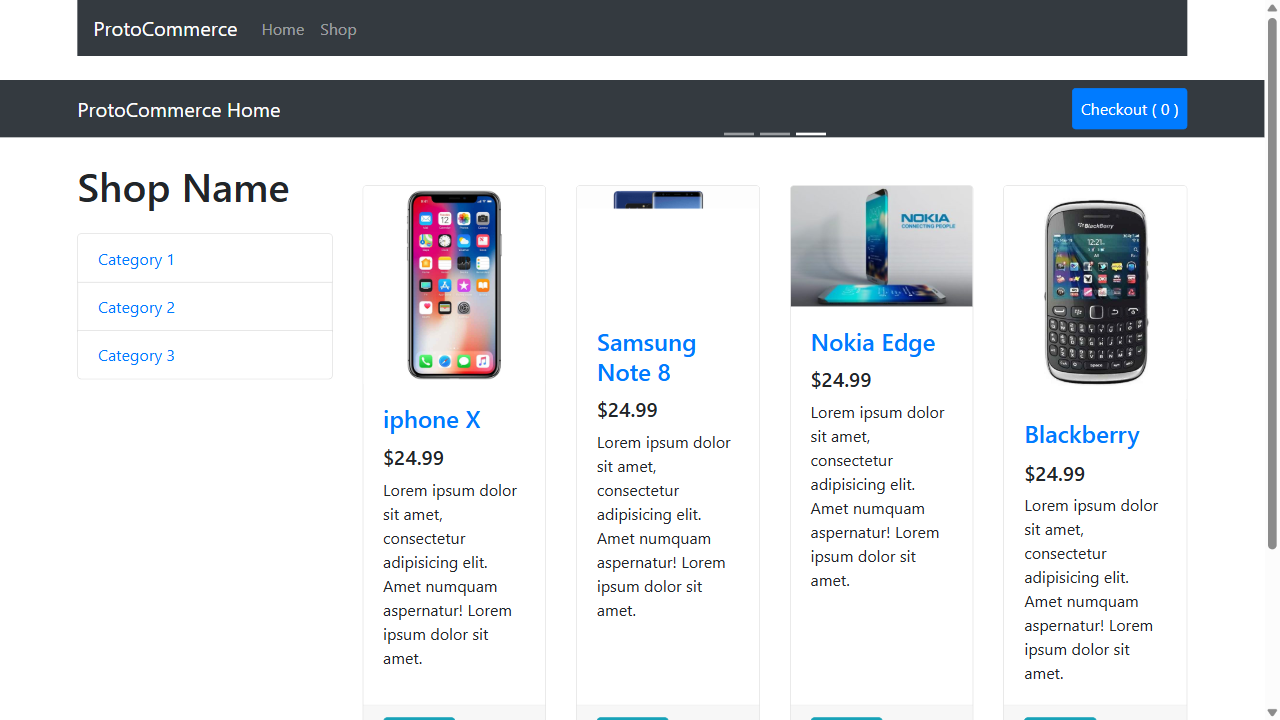 ProtoCommerce Home Shop
ProtoCommerce Home
Checkout ( 0 )
Shop Name
Category 1
Category 2
Category 3
iphone X
$24.99
Lorem ipsum dolor
sit amet,
consectetur
adipisicing elit.
Amet numquam
aspernatur! Lorem
ipsum dolor sit
amet.
Samsung
Note 8
$24.99
Lorem ipsum dolor
sit amet,
consectetur
adipisicing elit.
Amet numquam
aspernatur! Lorem
ipsum dolor sit
amet.
NOKIA
CONNECTING PEOPLE
Nokia Edge
$24.99
Lorem ipsum dolor
sit amet,
consectetur
adipisicing elit.
Amet numquam
aspernatur! Lorem
ipsum dolor sit
amet.
BlackBerry
12:21
Blackberry
$24.99
Lorem ipsum dolor
sit amet,
consectetur
adipisicing elit.
Amet numquam
aspernatur! Lorem
ipsum dolor sit
amet.